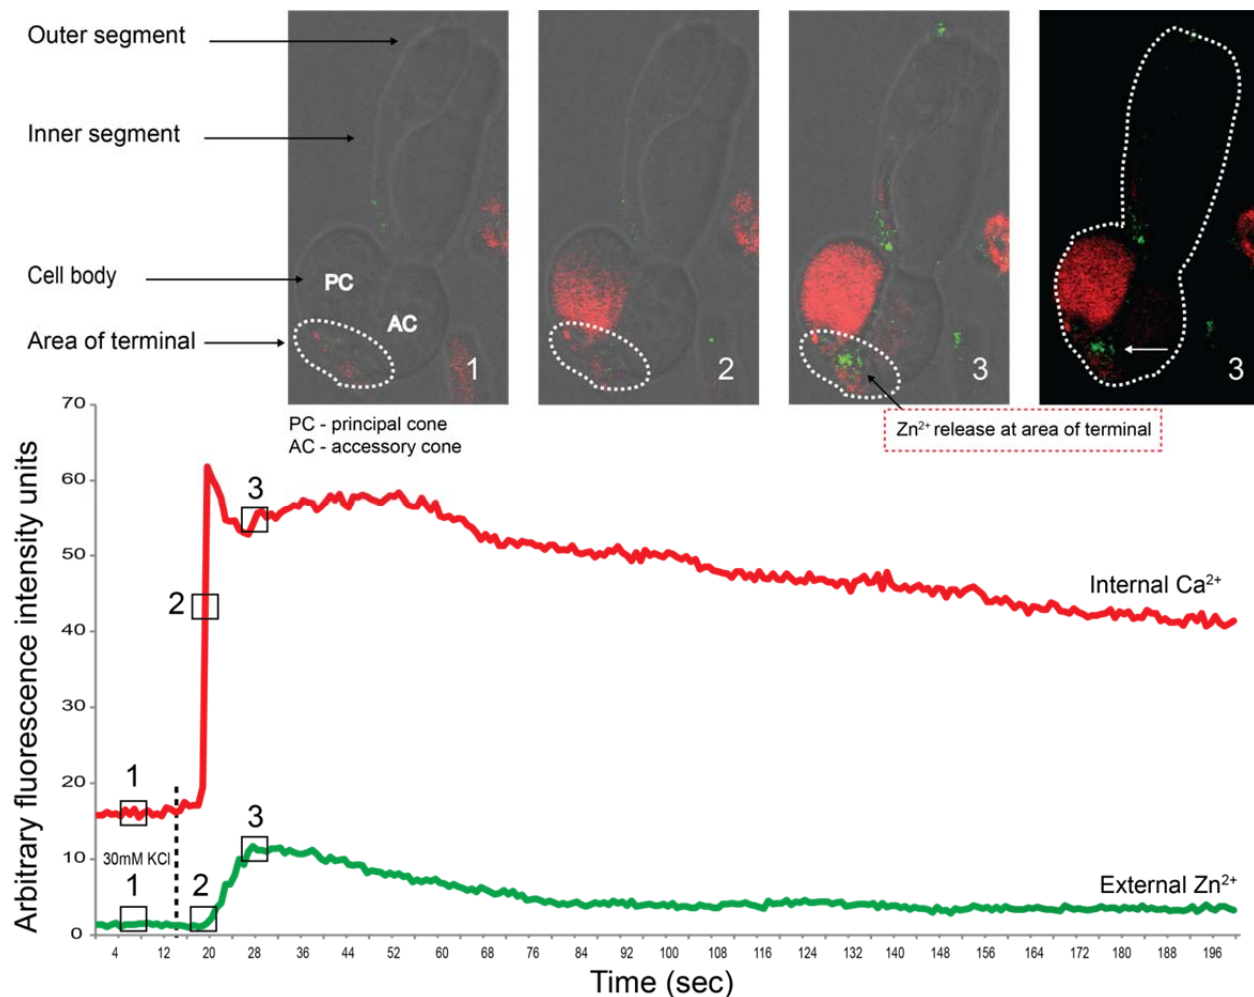 Outer segment
Inner segment
Cell body
Area of terminal
PC
AC
1
2
3
3
PC - principal cone
AC - accessory cone
Zn²⁺ release at area of terminal
Arbitrary fluorescence intensity units
70
60
50
40
30
20
10
0
3
2
1
Internal Ca²⁺
30mM KCl
1
2
3
External Zn²⁺
4 12 20 28 36 44 52 60 68 76 84 92 100 108 116 124 132 140 148 156 164 172 180 188 196
Time (sec)